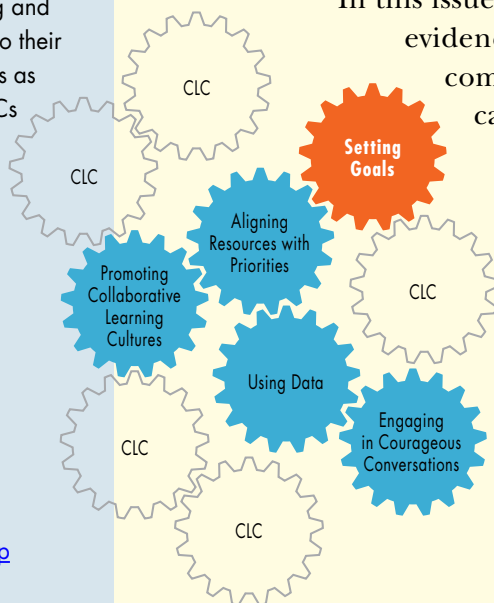 g and
o their
s as
Cs
In this issue
eviden
com
ca
CLC
CLC
Setting
Goals
Aligning
Resources with
Priorities
Promoting
Collaborative
Learning
Cultures
CLC
Using Data
Engaging
in Courageous
Conversations
CLC
CLC
p